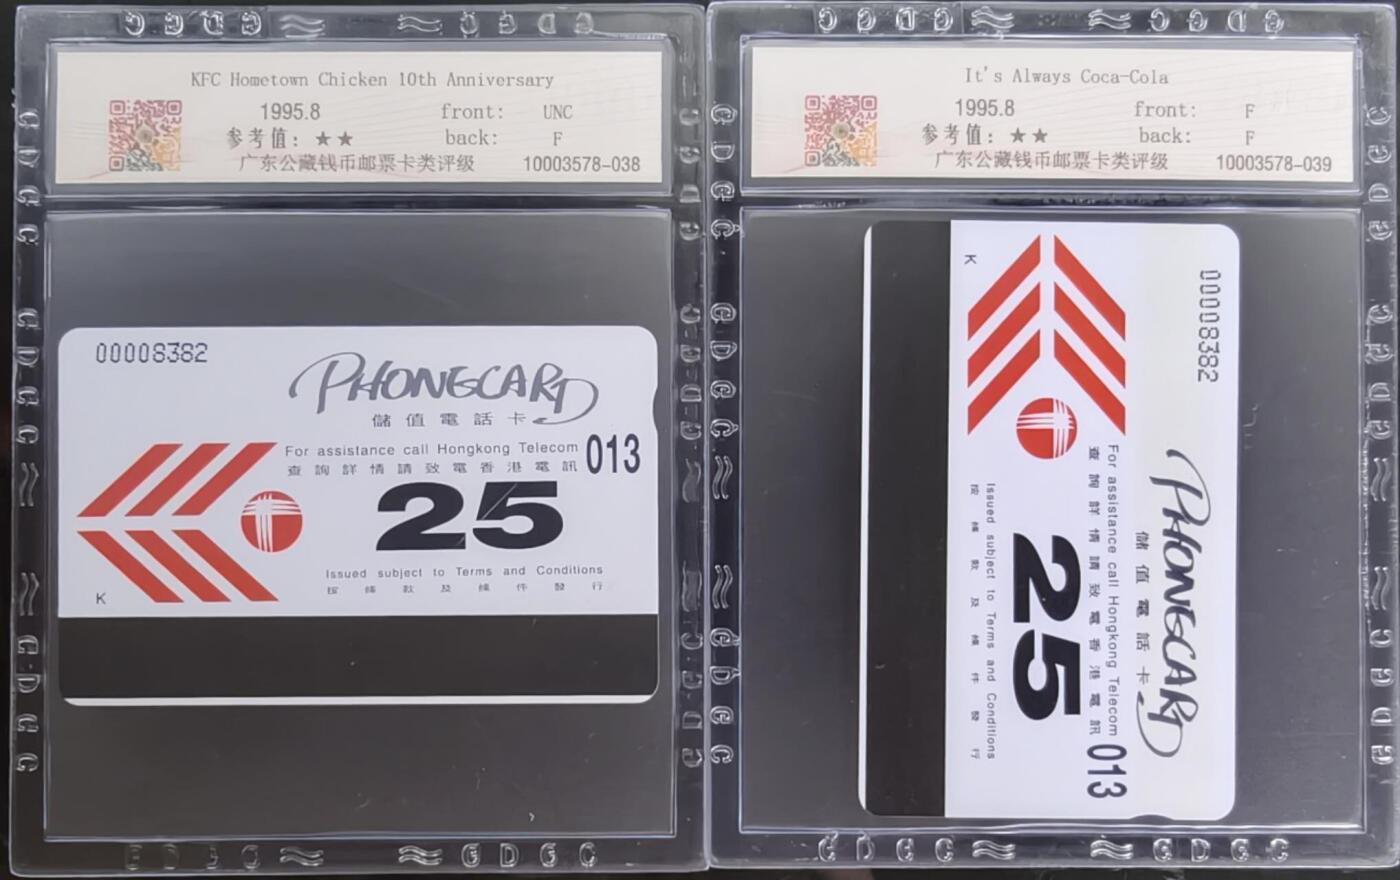 KFC Hometown Chicken 10th Anniversary
1995.8 front: UNC
参考值：★★ back: F
广东公藏钱币邮票卡类评级 10003578-038
00008382
PHONECARD
儲值電話卡
For assistance call Hongkong Telecom 013
查詢詳情請致電香港電訊
25
Issued subject to Terms and Conditions
按條款及條件發行
K
It's Always Coca-Cola
1995.8 front: F
参考值：★★ back: F
广东公藏钱币邮票卡类评级 10003578-039
00008382
PHONECARD
儲值電話卡
For assistance call Hongkong Telecom 013
查詢詳情請致電香港電訊
25
Issued subject to Terms and Conditions
按條款及條件發行
K